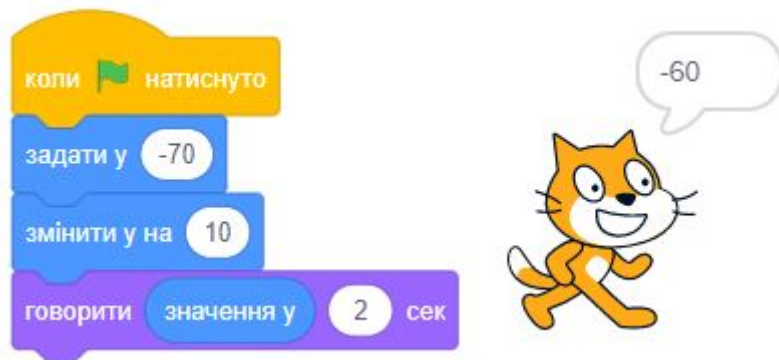 коли натиснуто
задати y -70
змінити y на 10
говорити значення y 2 сек
-60